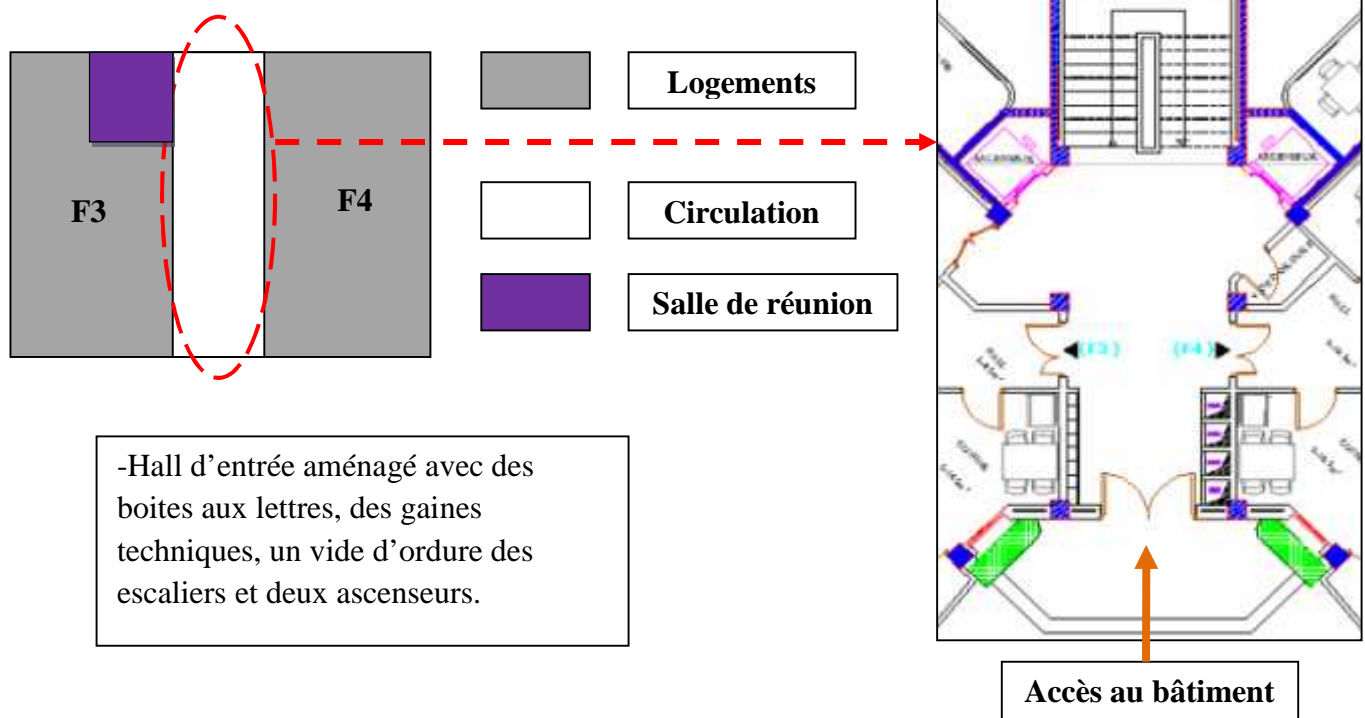 F3
F4
Logements
Circulation
Salle de réunion
-Hall d’entrée aménagé avec des
boites aux lettres, des gaines
techniques, un vide d’ordure des
escaliers et deux ascenseurs.
ASCENSEUR
(F3)
(F4)
Accès au bâtiment